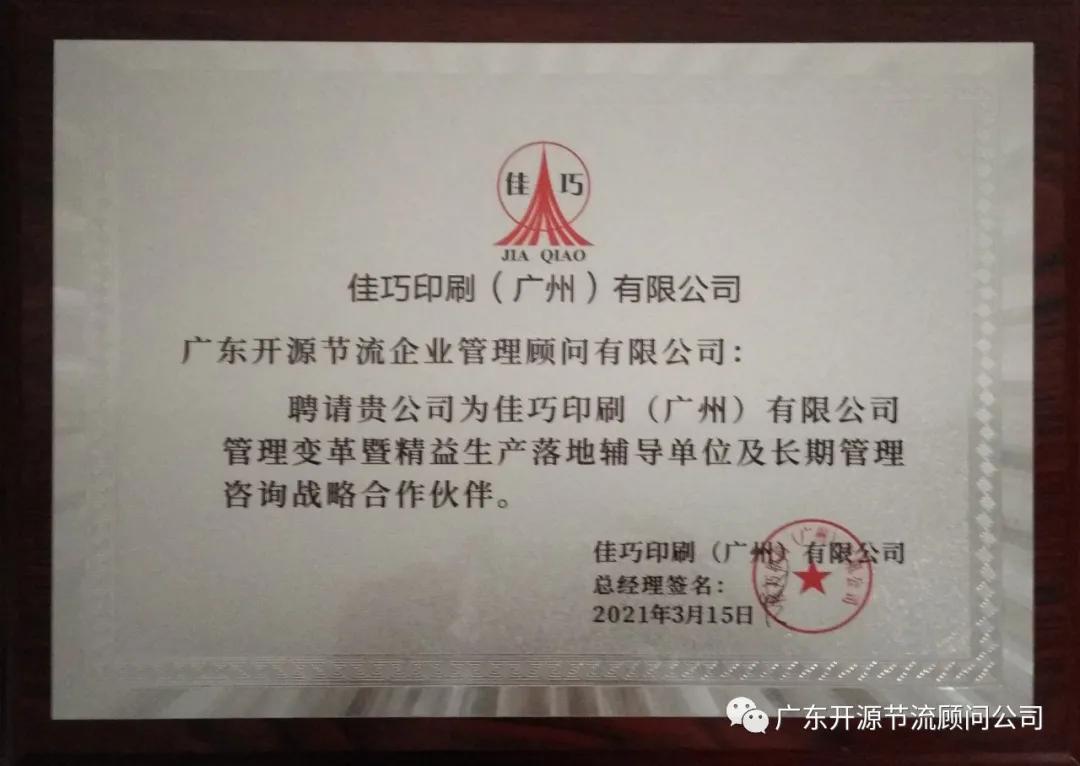 佳 巧
JIA QIAO
佳巧印刷（广州）有限公司
广东开源节流企业管理顾问有限公司：
聘请贵公司为佳巧印刷（广州）有限公司
管理变革暨精益生产落地辅导单位及长期管理
咨询战略合作伙伴。
佳巧印刷（广州）有限公司
总经理签名：
2021年3月15日
广东开源节流顾问公司